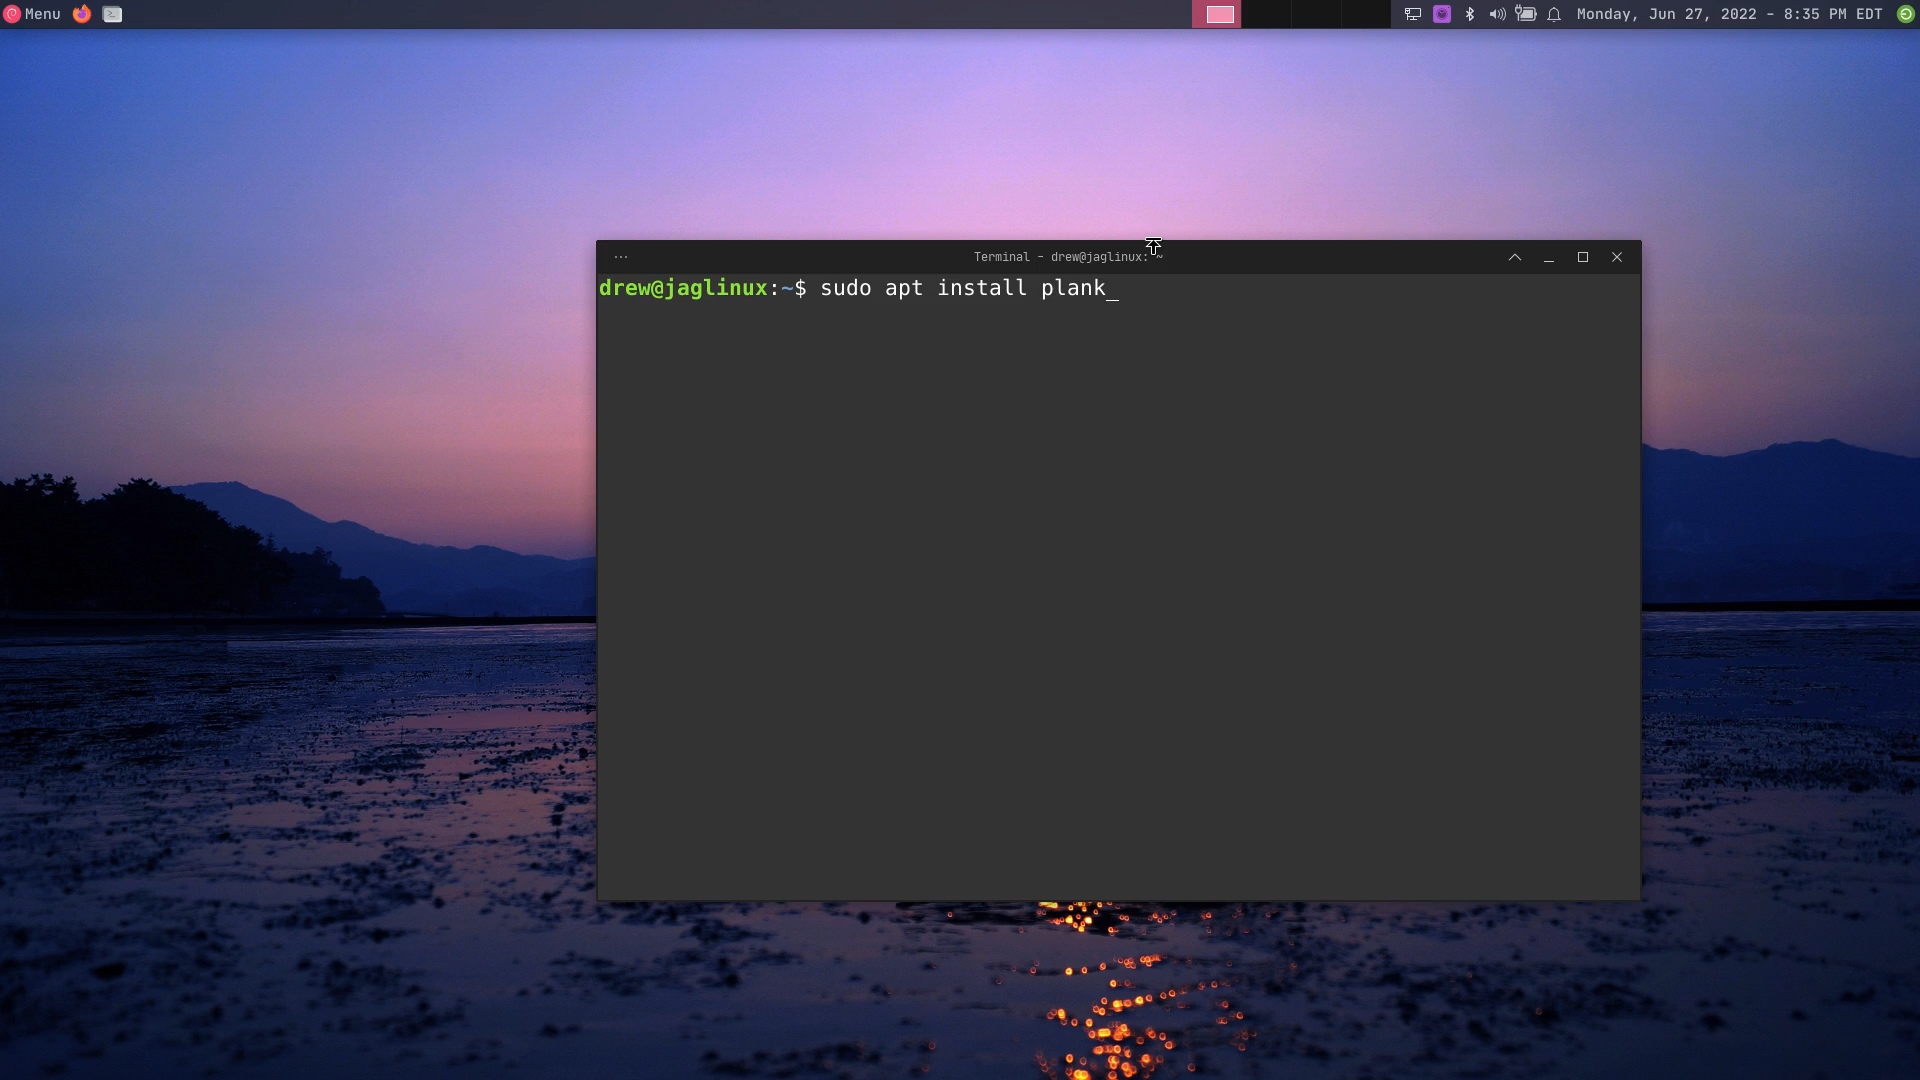 Menu
Monday, Jun 27, 2022 - 8:35 PM EDT
Terminal - drew@jaglinux: ~
drew@jaglinux:~$ sudo apt install plank_